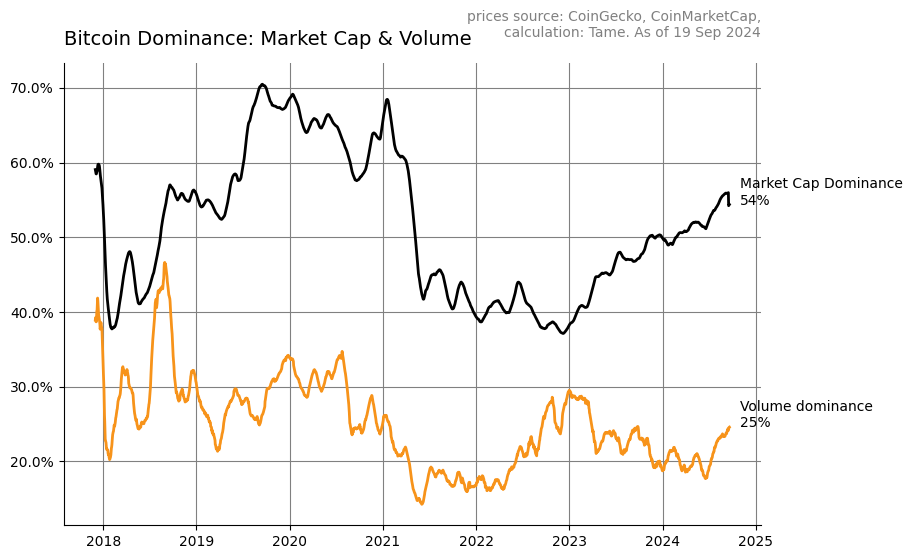 prices source: CoinGecko, CoinMarketCap,
calculation: Tame. As of 19 Sep 2024
Bitcoin Dominance: Market Cap & Volume
70.0%
60.0%
50.0%
40.0%
30.0%
20.0%
Market Cap Dominance
54%
Volume dominance
25%
2018 2019 2020 2021 2022 2023 2024 2025